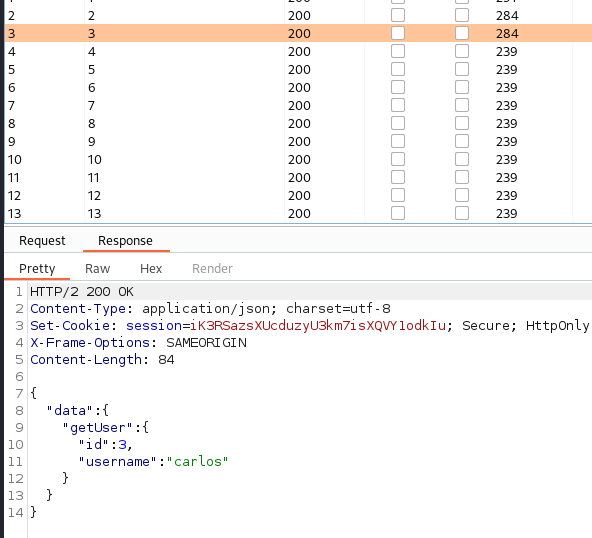 2 2 200 284
3 3 200 284
4 4 200 239
5 5 200 239
6 6 200 239
7 7 200 239
8 8 200 239
9 9 200 239
10 10 200 239
11 11 200 239
12 12 200 239
13 13 200 239
Request Response
Pretty Raw Hex Render
1 HTTP/2 200 OK
2 Content-Type: application/json; charset=utf-8
3 Set-Cookie: session=iK3RSazsXUcduzyU3km7isXQVY1odkIu; Secure; HttpOnly
4 X-Frame-Options: SAMEORIGIN
5 Content-Length: 84
6
7 {
8 "data":{
9 "getUser":{
10 "id":3,
11 "username":"carlos"
12 }
13 }
14 }